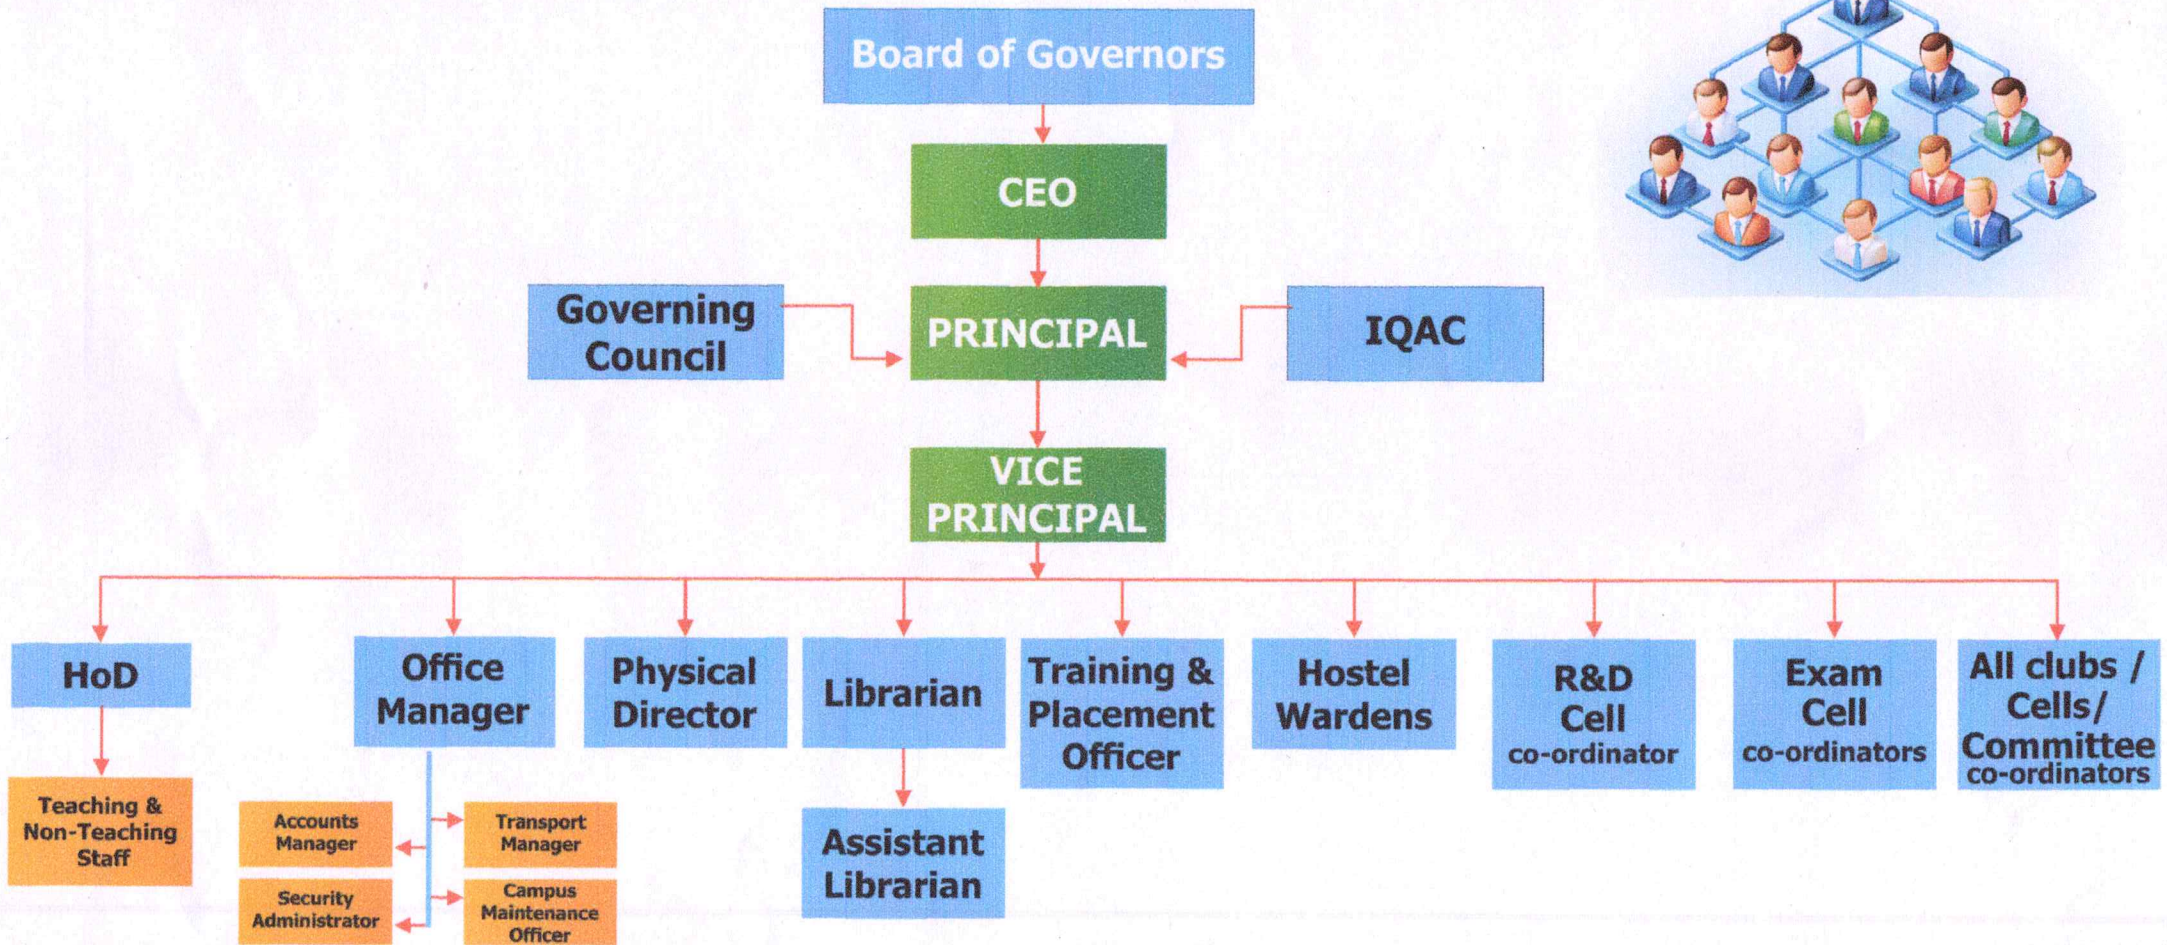 Board of Governors
CEO
Governing
Council
PRINCIPAL
IQAC
VICE
PRINCIPAL
HoD
Office
Manager
Physical
Director
Librarian
Training &
Placement
Officer
Hostel
Wardens
R&D
Cell
co-ordinator
Exam
Cell
co-ordinators
All clubs /
Cells/
Committee
co-ordinators
Teaching &
Non-Teaching
Staff
Accounts
Manager
Transport
Manager
Security
Administrator
Campus
Maintenance
Officer
Assistant
Librarian